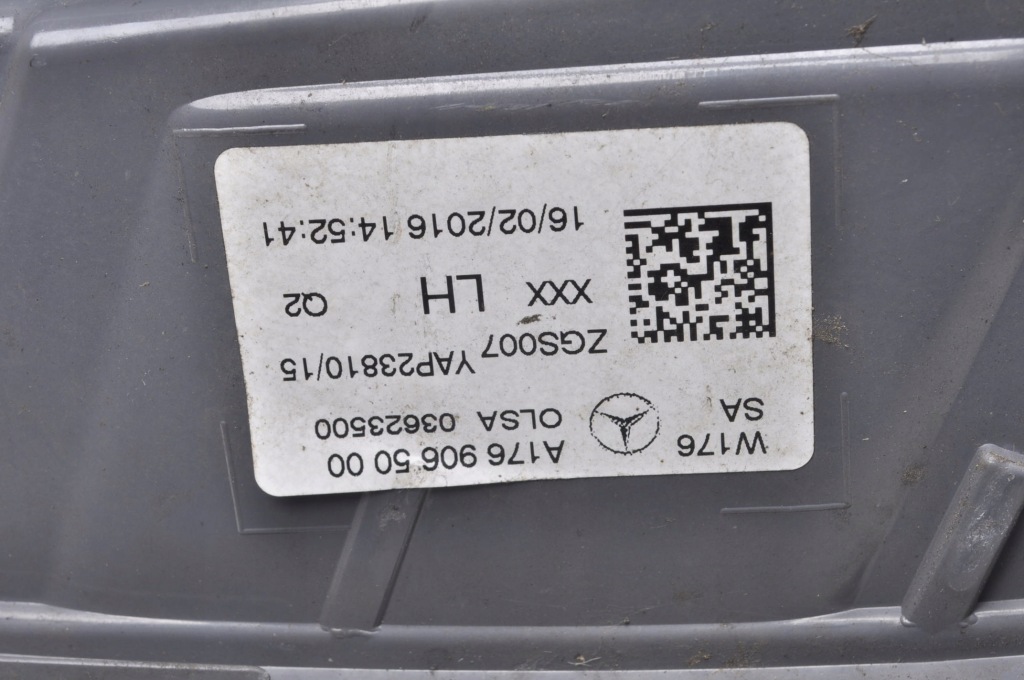 W176 A176 906 50 00
SA OLSA 03623500
ZGS007 YAP23810/15
XXX LH Q2
16/02/2016 14:52:41